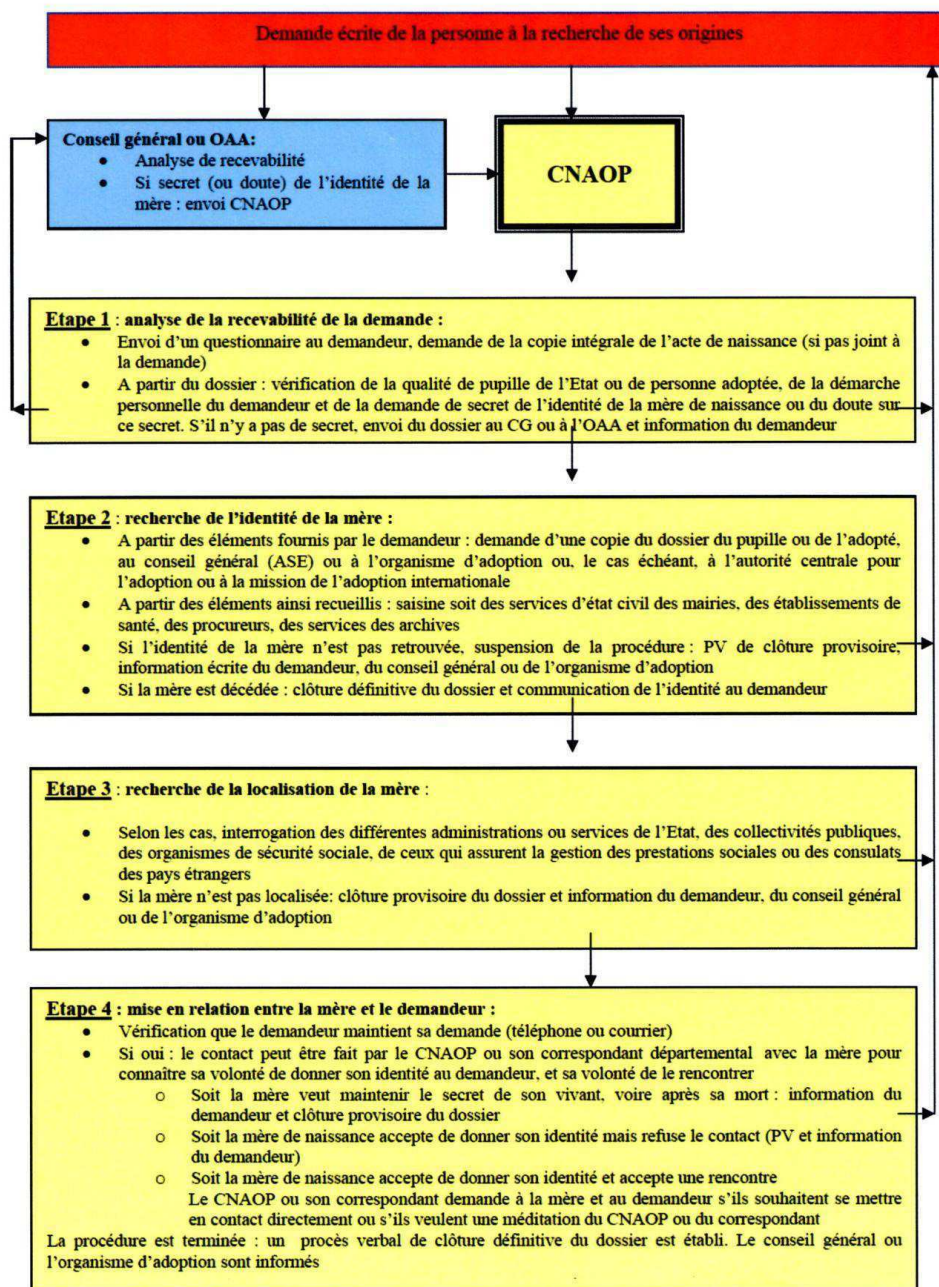 Demande écrite de la personne à la recherche de ses origines
Conseil général ou OAA:
• Analyse de recevabilité
• Si secret (ou doute) de l'identité de la
mère : envoi CNAOP
CNAOP
Etape 1 : analyse de la recevabilité de la demande :
• Envoi d'un questionnaire au demandeur, demande de la copie intégrale de l'acte de naissance (si pas joint à
la demande)
• A partir du dossier : vérification de la qualité de pupille de l'Etat ou de personne adoptée, de la démarche
personnelle du demandeur et de la demande de secret de l'identité de la mère de naissance ou du doute sur
ce secret. S'il n'y a pas de secret, envoi du dossier au CG ou à l'OAA et information du demandeur
Etape 2 : recherche de l'identité de la mère :
• A partir des éléments fournis par le demandeur : demande d'une copie du dossier du pupille ou de l'adopté,
au conseil général (ASE) ou à l'organisme d'adoption ou, le cas échéant, à l'autorité centrale pour
l'adoption ou à la mission de l'adoption internationale
• A partir des éléments ainsi recueillis : saisine soit des services d'état civil des mairies, des établissements de
santé, des procureurs, des services des archives
• Si l'identité de la mère n'est pas retrouvée, suspension de la procédure : PV de clôture provisoire,
information écrite du demandeur, du conseil général ou de l'organisme d'adoption
• Si la mère est décédée : clôture définitive du dossier et communication de l'identité au demandeur
Etape 3 : recherche de la localisation de la mère :
• Selon les cas, interrogation des différentes administrations ou services de l'Etat, des collectivités publiques,
des organismes de sécurité sociale, de ceux qui assurent la gestion des prestations sociales ou des consulats
des pays étrangers
• Si la mère n'est pas localisée: clôture provisoire du dossier et information du demandeur, du conseil général
ou de l'organisme d'adoption
Etape 4 : mise en relation entre la mère et le demandeur :
• Vérification que le demandeur maintient sa demande (téléphone ou courrier)
• Si oui : le contact peut être fait par le CNAOP ou son correspondant départemental avec la mère pour
connaître sa volonté de donner son identité au demandeur, et sa volonté de le rencontrer
o Soit la mère veut maintenir le secret de son vivant, voire après sa mort : information du
demandeur et clôture provisoire du dossier
o Soit la mère de naissance accepte de donner son identité mais refuse le contact (PV et information
du demandeur)
o Soit la mère de naissance accepte de donner son identité et accepte une rencontre
Le CNAOP ou son correspondant demande à la mère et au demandeur s'ils souhaitent se mettre
en contact directement ou s'ils veulent une méditation du CNAOP ou du correspondant
La procédure est terminée : un procès verbal de clôture définitive du dossier est établi. Le conseil général ou
l'organisme d'adoption sont informés